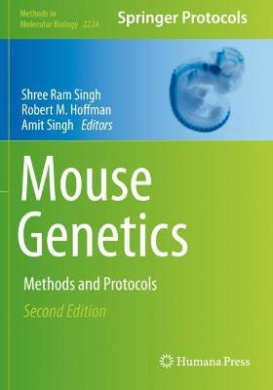 Methods in
Molecular Biology 2224
Springer Protocols
Shree Ram Singh
Robert M. Hoffman
Amit Singh Editors
Mouse
Genetics
Methods and Protocols
Second Edition
Humana Press